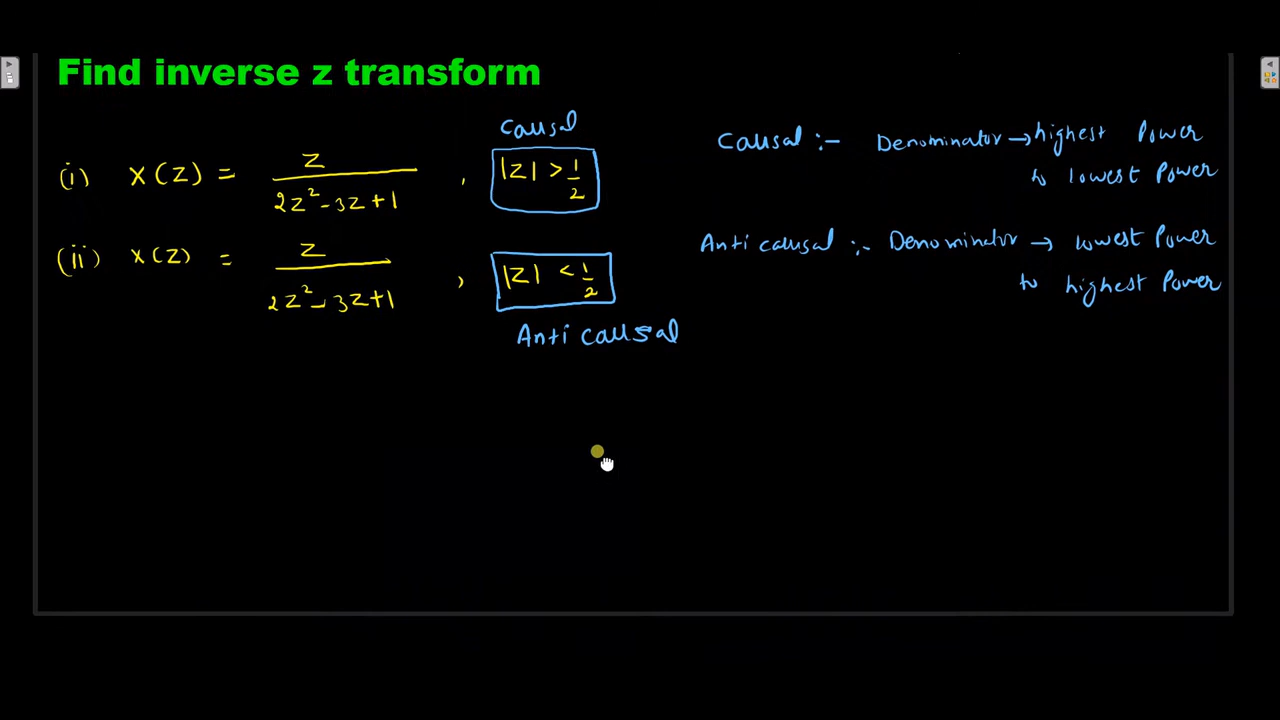 Find inverse z transform
Causal
(i) X(Z) = Z / 2Z² - 3Z + 1 , |Z| > 1/2
(ii) X(Z) = Z / 2Z² - 3Z + 1 , |Z| < 1/2
Anti causal
Causal :- Denominator → highest Power
to lowest Power
Anti causal :- Denominator → lowest Power
to highest Power